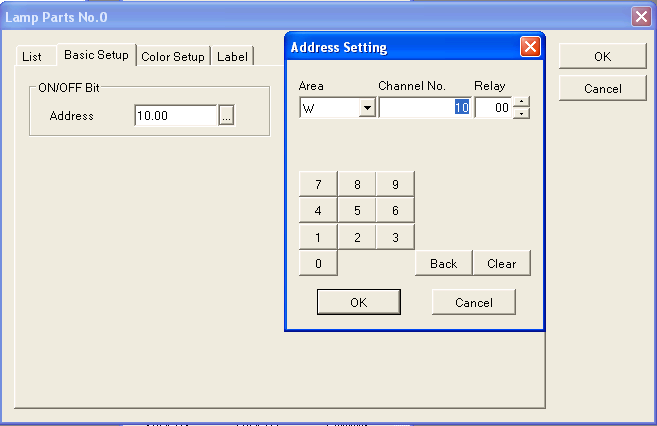 Lamp Parts No.0
List
Basic Setup
Color Setup
Label
ON/OFF Bit
Address 10.00 ...
OK
Cancel
Address Setting
Area Channel No. Relay
W 10 00
7 8 9
4 5 6
1 2 3
0 Back Clear
OK Cancel